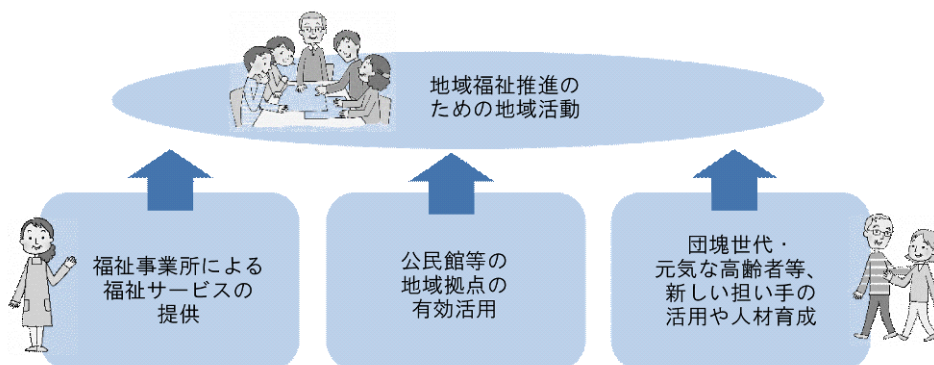 地域福祉推進の
ための地域活動
福祉事業所による
福祉サービスの
提供
公民館等の
地域拠点の
有効活用
団塊世代・
元気な高齢者等、
新しい担い手の
活用や人材育成